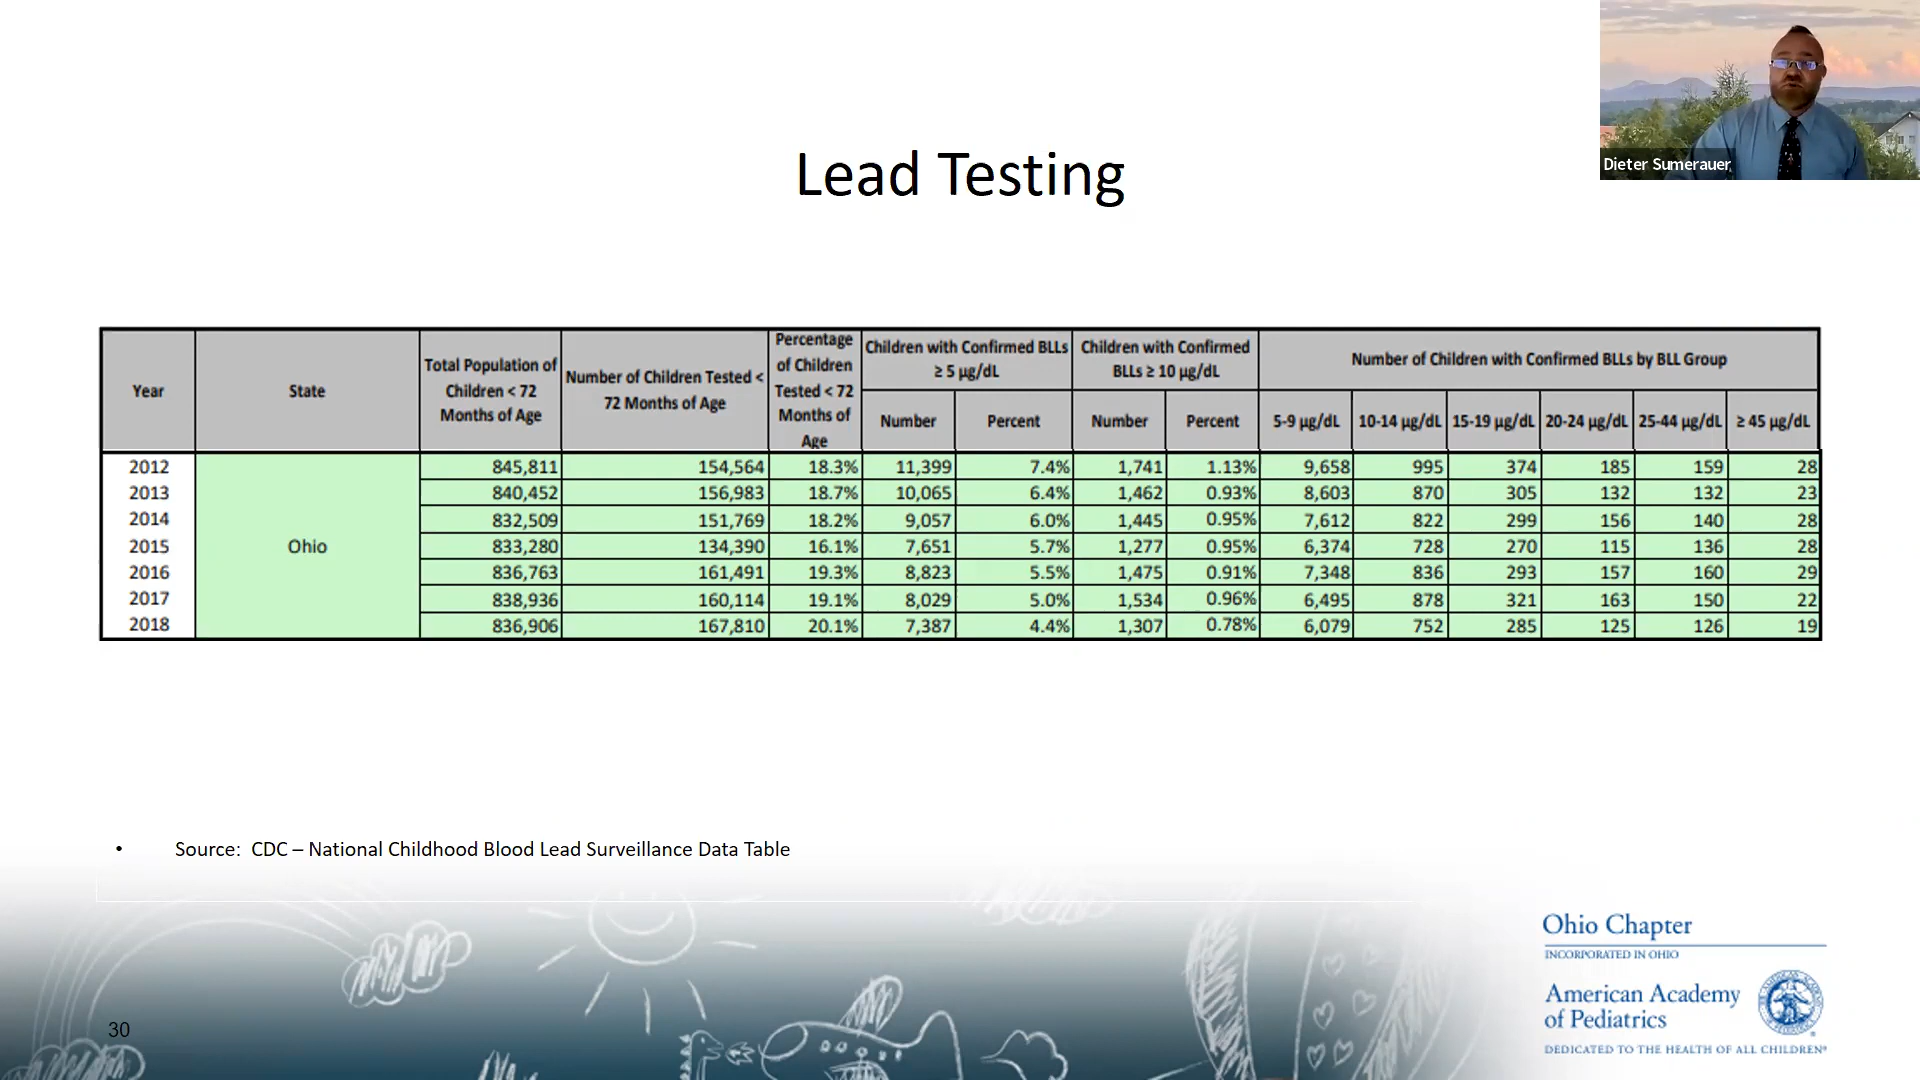 Dieter Sumerauer
Lead Testing
Year
State
Total Population of
Children < 72
Months of Age
Number of Children Tested <
72 Months of Age
Percentage
of Children
Tested < 72
Months of
Age
Children with Confirmed BLLs
≥ 5 µg/dL
Children with Confirmed
BLLs ≥ 10 µg/dL
Number of Children with Confirmed BLLs by BLL Group
Number Percent Number Percent 5-9 µg/dL 10-14 µg/dL 15-19 µg/dL 20-24 µg/dL 25-44 µg/dL ≥ 45 µg/dL
2012 845,811 154,564 18.3% 11,399 7.4% 1,741 1.13% 9,658 995 374 185 159 28
2013 840,452 156,983 18.7% 10,065 6.4% 1,462 0.93% 8,603 870 305 132 132 23
2014 832,509 151,769 18.2% 9,057 6.0% 1,445 0.95% 7,612 822 299 156 140 28
2015 Ohio 833,280 134,390 16.1% 7,651 5.7% 1,277 0.95% 6,374 728 270 115 136 28
2016 836,763 161,491 19.3% 8,823 5.5% 1,475 0.91% 7,348 836 293 157 160 29
2017 838,936 160,114 19.1% 8,029 5.0% 1,534 0.96% 6,495 878 321 163 150 22
2018 836,906 167,810 20.1% 7,387 4.4% 1,307 0.78% 6,079 752 285 125 126 19
• Source: CDC – National Childhood Blood Lead Surveillance Data Table
Ohio Chapter
INCORPORATED IN OHIO
American Academy
of Pediatrics
DEDICATED TO THE HEALTH OF ALL CHILDREN®
30